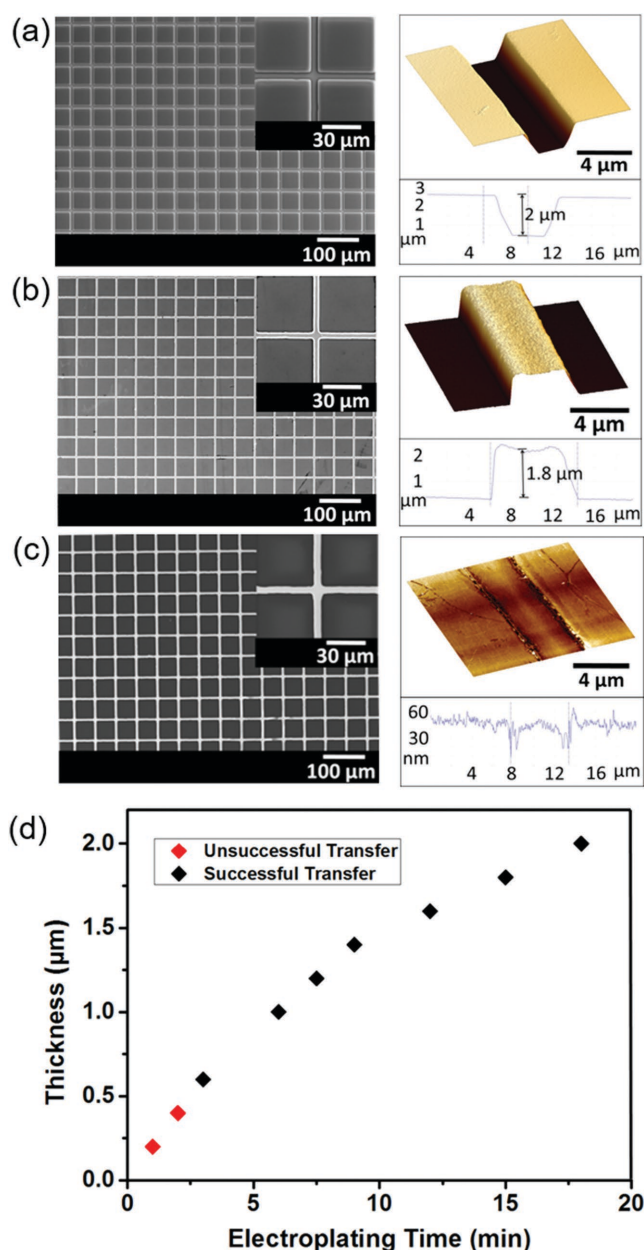 (a)
30 µm
100 µm
4 µm
3
2
1
µm
2 µm
4 8 12 16 µm
(b)
30 µm
100 µm
4 µm
2
1
µm
1.8 µm
4 8 12 16 µm
(c)
30 µm
100 µm
4 µm
60
30
nm
4 8 12 16 µm
(d)
Unsuccessful Transfer
Successful Transfer
Thickness (µm)
2.0
1.5
1.0
0.5
0.0
0 5 10 15 20
Electroplating Time (min)